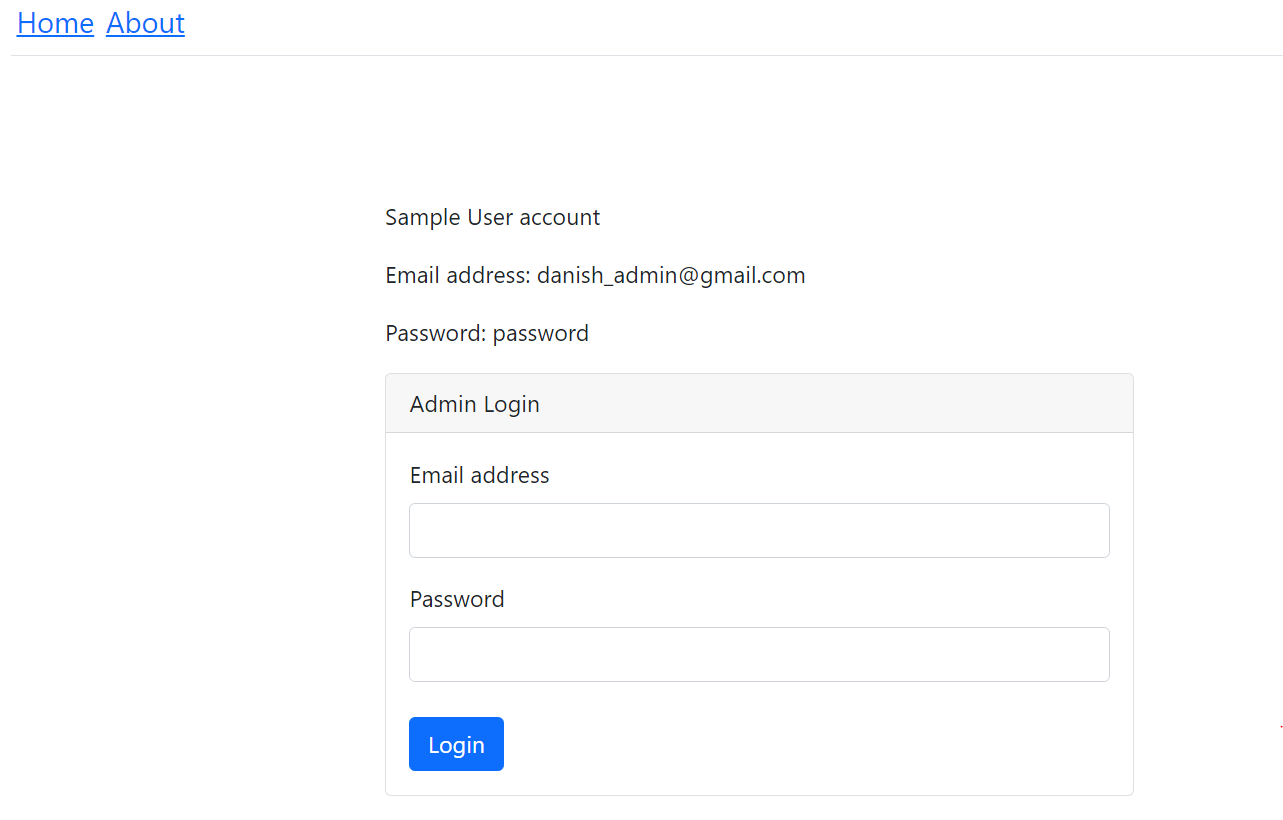 Home About
Sample User account
Email address: danish_admin@gmail.com
Password: password
Admin Login
Email address
Password
Login